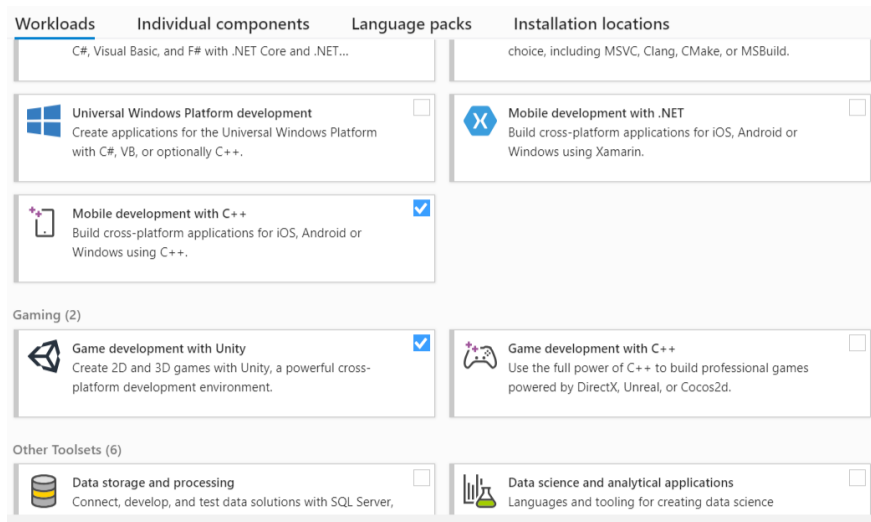 Workloads Individual components Language packs Installation locations
C#, Visual Basic, and F# with .NET Core and .NET...
choice, including MSVC, Clang, CMake, or MSBuild.
Universal Windows Platform development
Create applications for the Universal Windows Platform
with C#, VB, or optionally C++.
Mobile development with .NET
Build cross-platform applications for iOS, Android or
Windows using Xamarin.
Mobile development with C++
Build cross-platform applications for iOS, Android or
Windows using C++.
Gaming (2)
Game development with Unity
Create 2D and 3D games with Unity, a powerful cross-
platform development environment.
Game development with C++
Use the full power of C++ to build professional games
powered by DirectX, Unreal, or Cocos2d.
Other Toolsets (6)
Data storage and processing
Connect, develop, and test data solutions with SQL Server,
Data science and analytical applications
Languages and tooling for creating data science